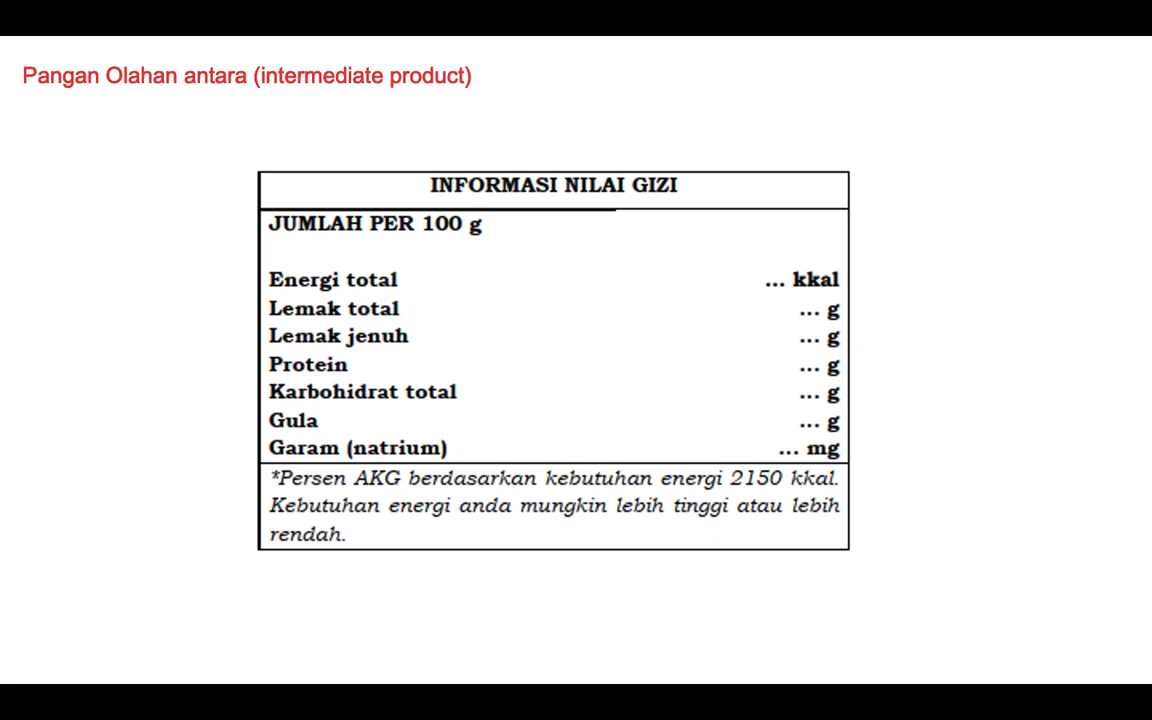 Pangan Olahan antara (intermediate product)
INFORMASI NILAI GIZI
JUMLAH PER 100 g
Energi total ... kkal
Lemak total ... g
Lemak jenuh ... g
Protein ... g
Karbohidrat total ... g
Gula ... g
Garam (natrium) ... mg
*Persen AKG berdasarkan kebutuhan energi 2150 kkal.
Kebutuhan energi anda mungkin lebih tinggi atau lebih
rendah.